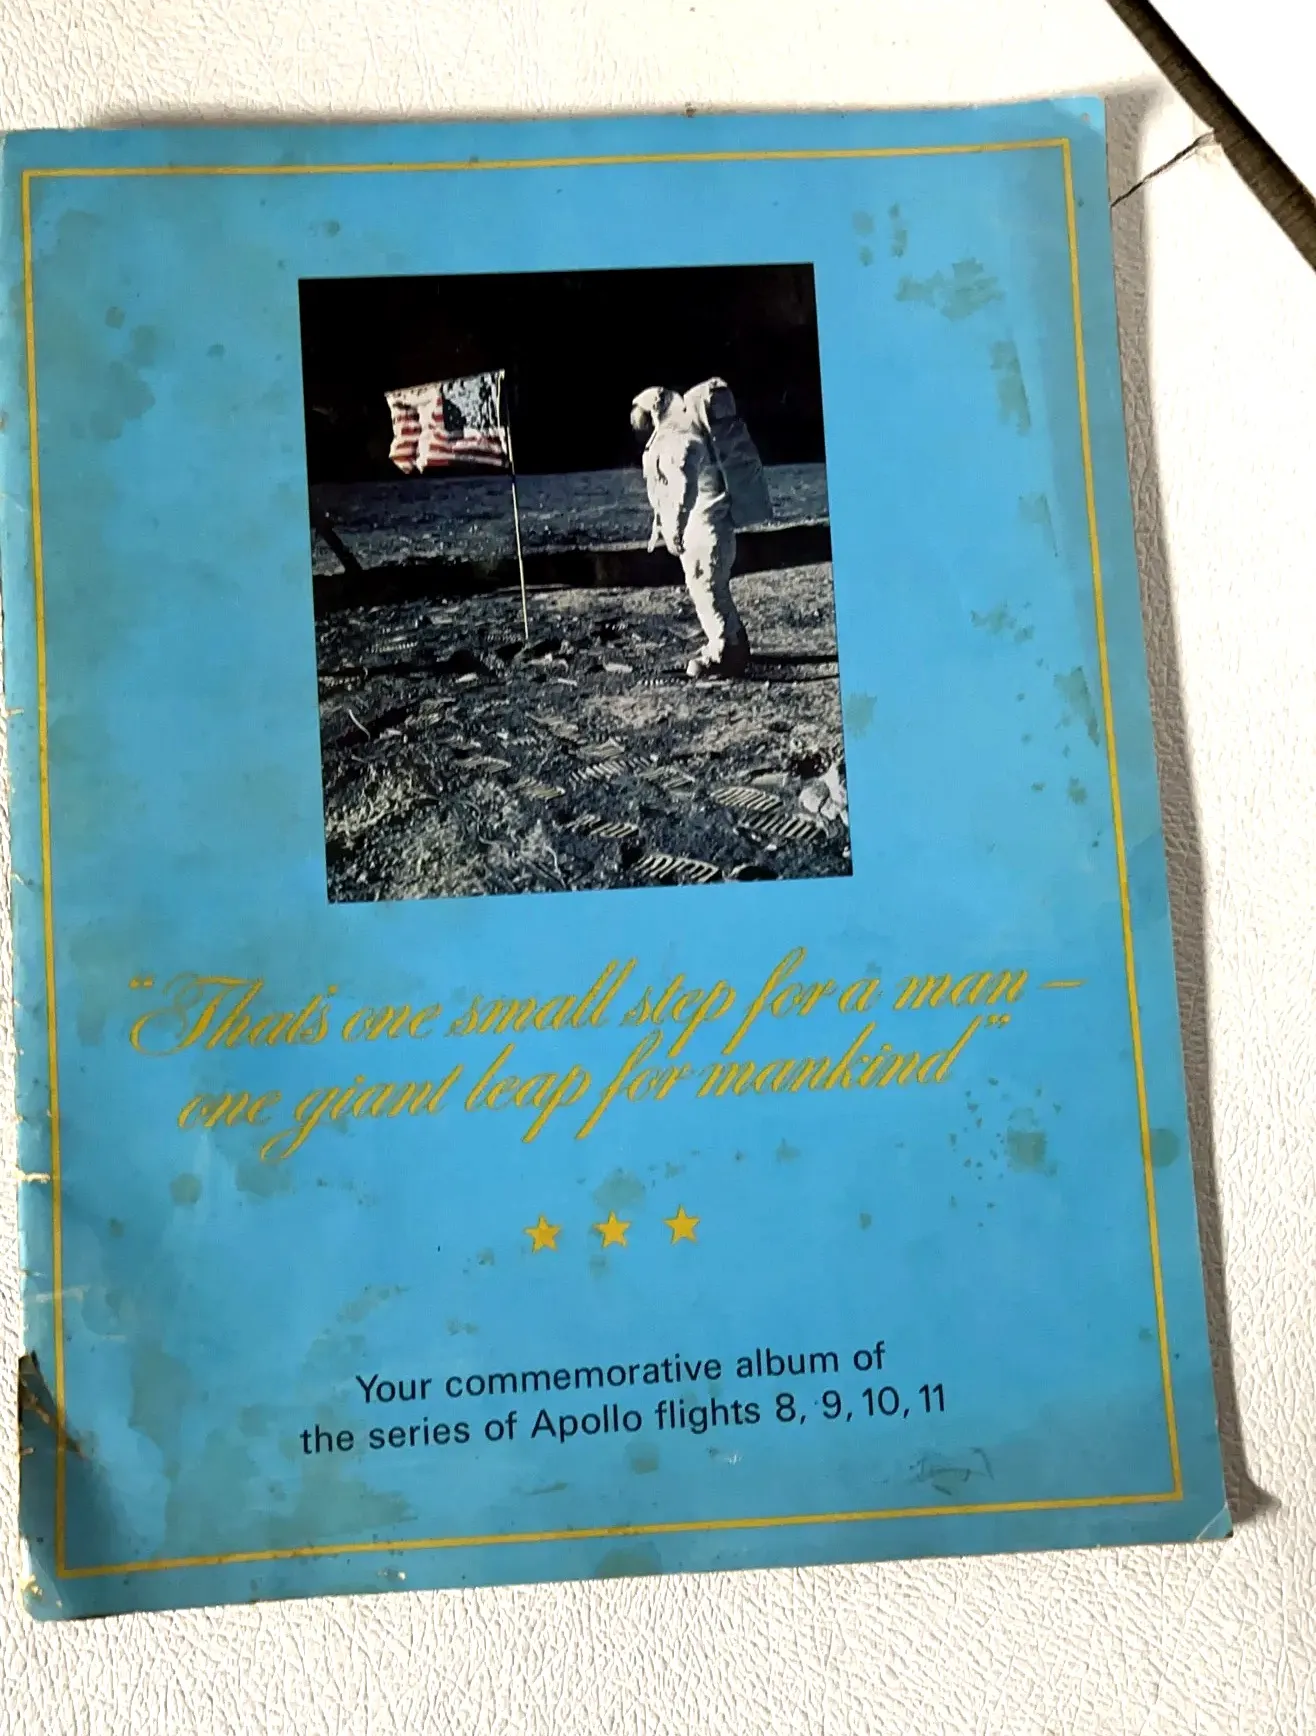 "That's one small step for a man –
one giant leap for mankind"
Your commemorative album of
the series of Apollo flights 8, 9, 10, 11